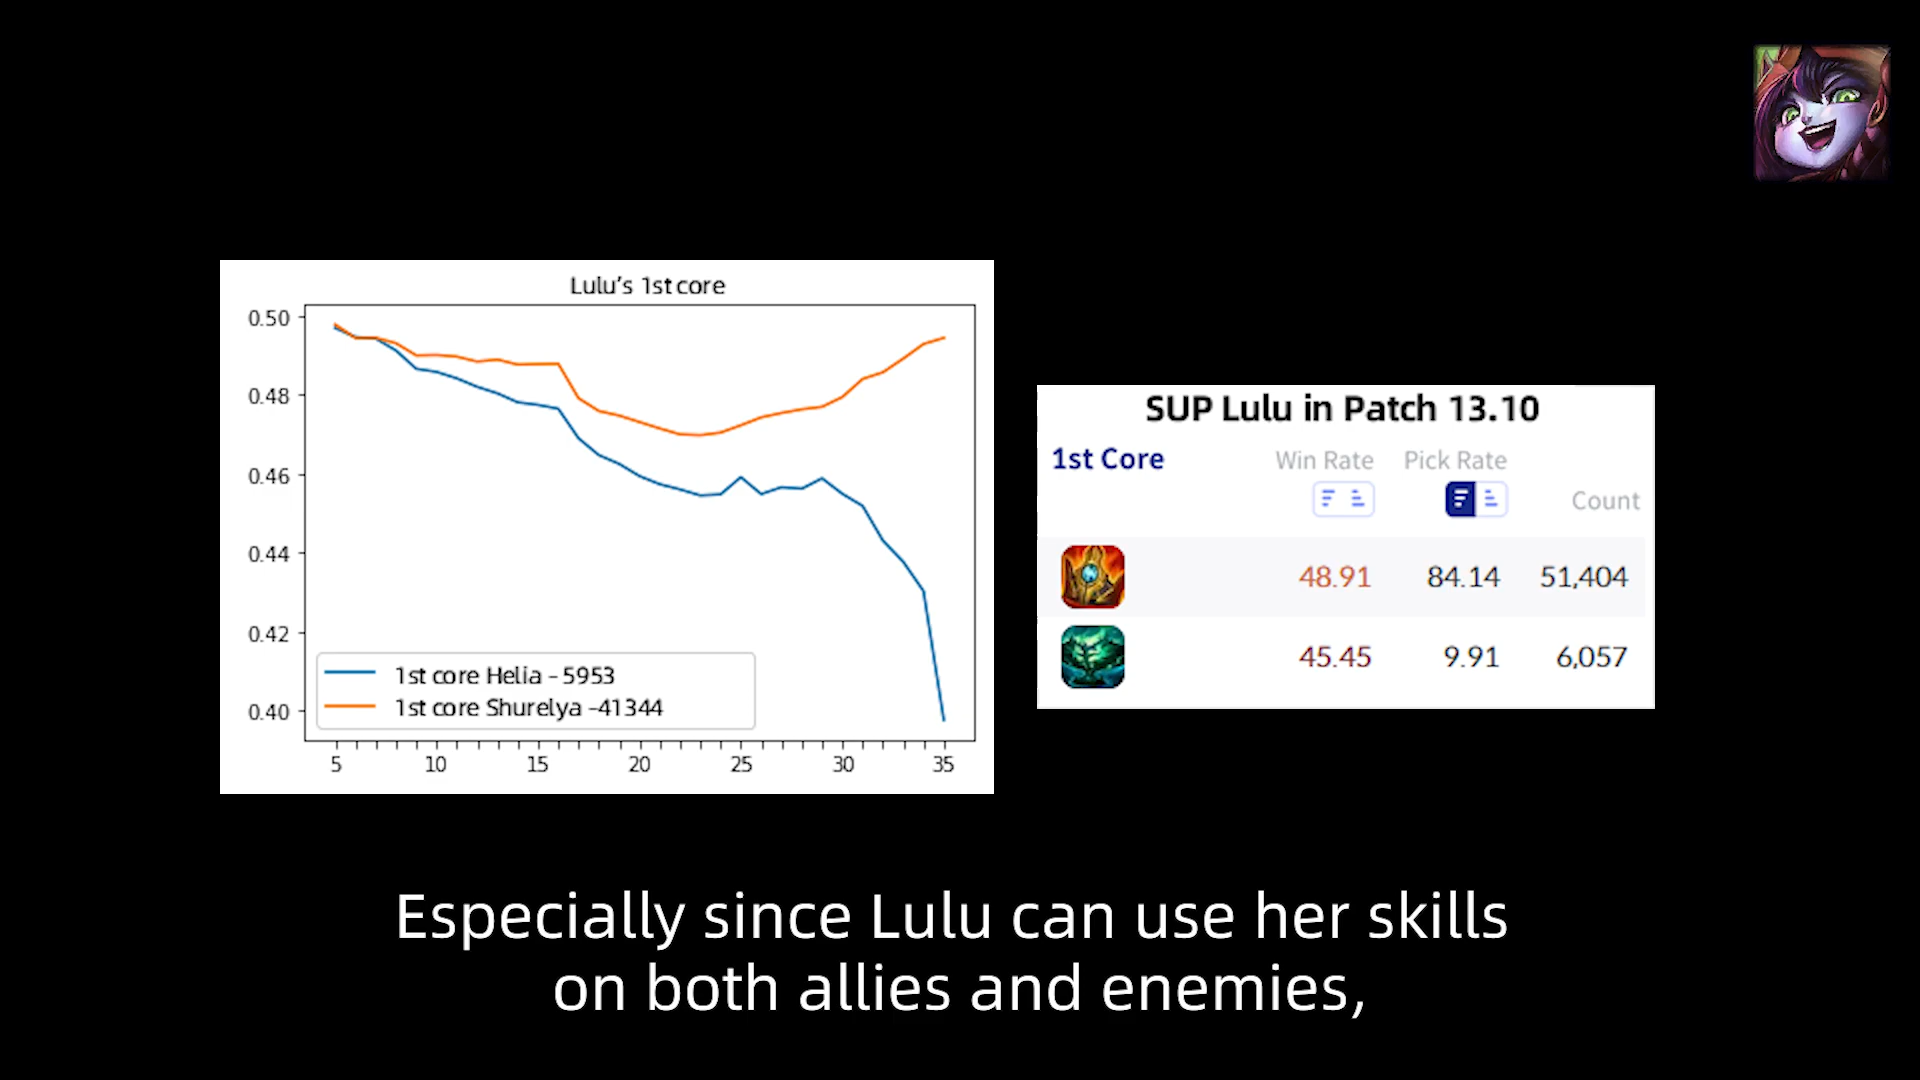 Lulu’s 1st core
0.50
0.48
0.46
0.44
0.42
0.40
1st core Helia – 5953
1st core Shurelya –41344
5 10 15 20 25 30 35
SUP Lulu in Patch 13.10
1st Core Win Rate Pick Rate
Count
48.91 84.14 51,404
45.45 9.91 6,057
Especially since Lulu can use her skills
on both allies and enemies,